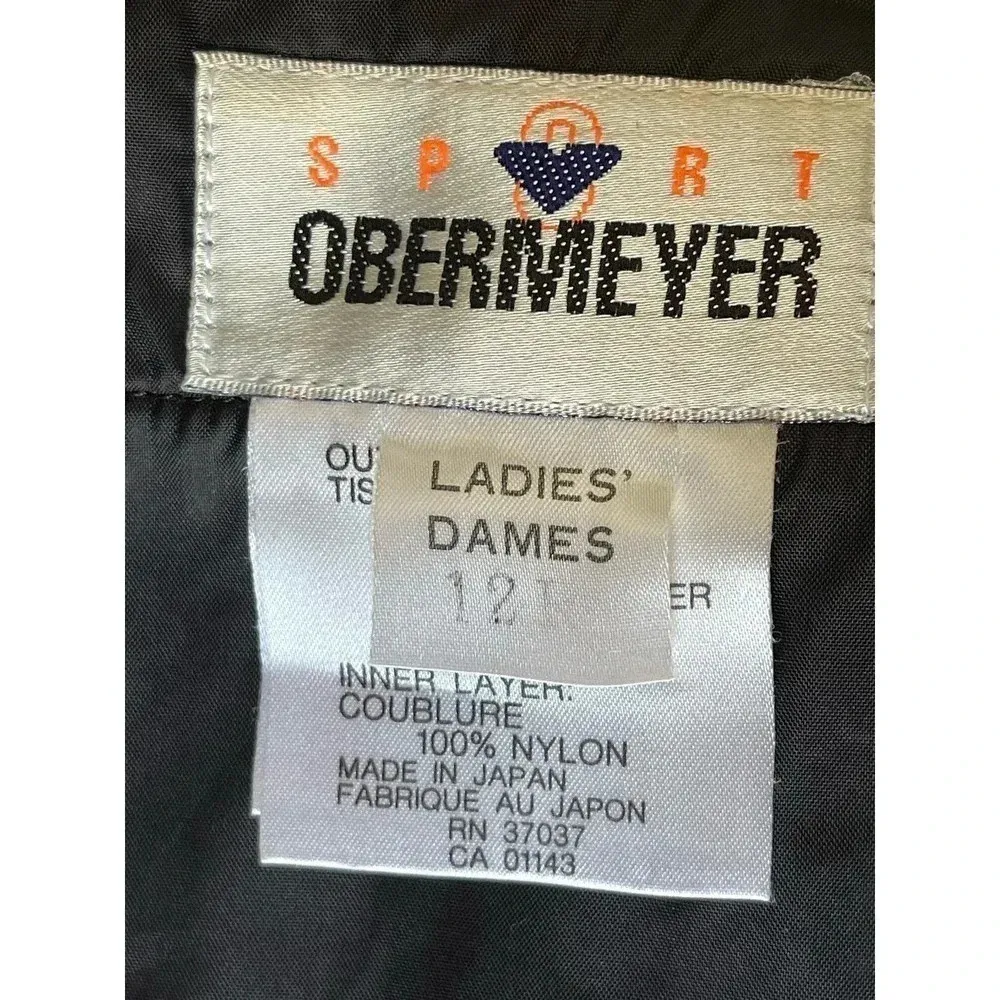 SPORT
OBERMEYER
OU
TIS
LADIES'
DAMES
ER
INNER LAYER:
COUBLURE
100% NYLON
MADE IN JAPAN
FABRIQUE AU JAPON
RN 37037
CA 01143